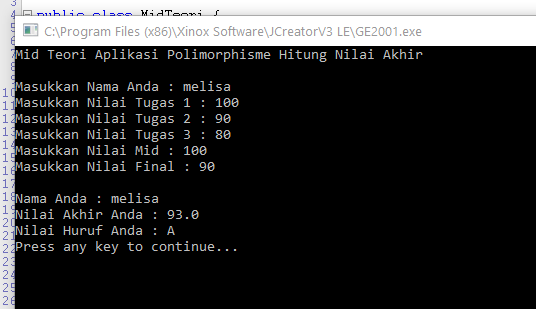 public class MidTeori {
C:\Program Files (x86)\Xinox Software\JCreatorV3 LE\GE2001.exe
Mid Teori Aplikasi Polimorphisme Hitung Nilai Akhir
Masukkan Nama Anda : melisa
Masukkan Nilai Tugas 1 : 100
Masukkan Nilai Tugas 2 : 90
Masukkan Nilai Tugas 3 : 80
Masukkan Nilai Mid : 100
Masukkan Nilai Final : 90
Nama Anda : melisa
Nilai Akhir Anda : 93.0
Nilai Huruf Anda : A
Press any key to continue...